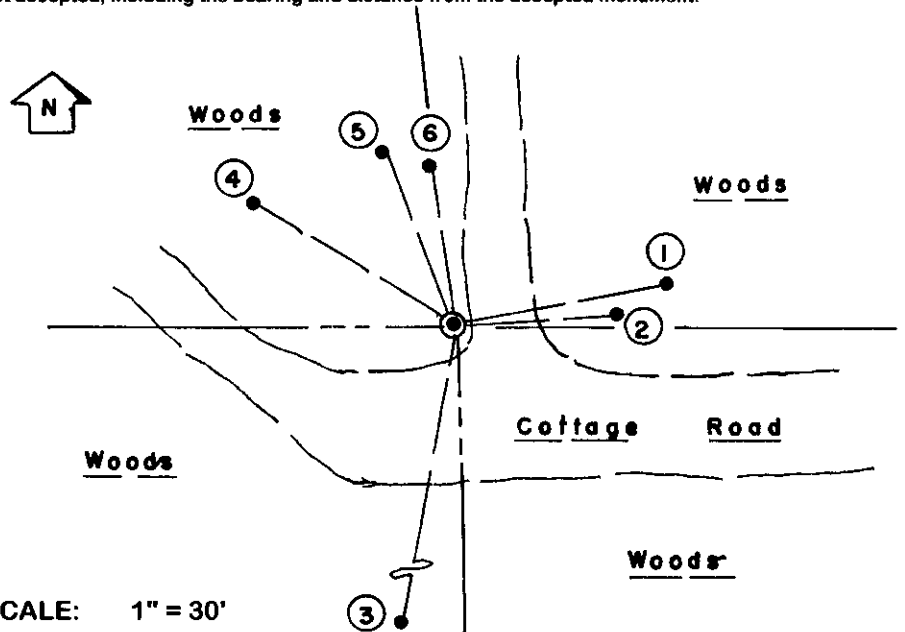 accepted, including the bearing and distance from the accepted monument.
N
Woods
5
6
4
Woods
1
2
Cottage Road
Woods
Woods
CALE: 1" = 30'
3